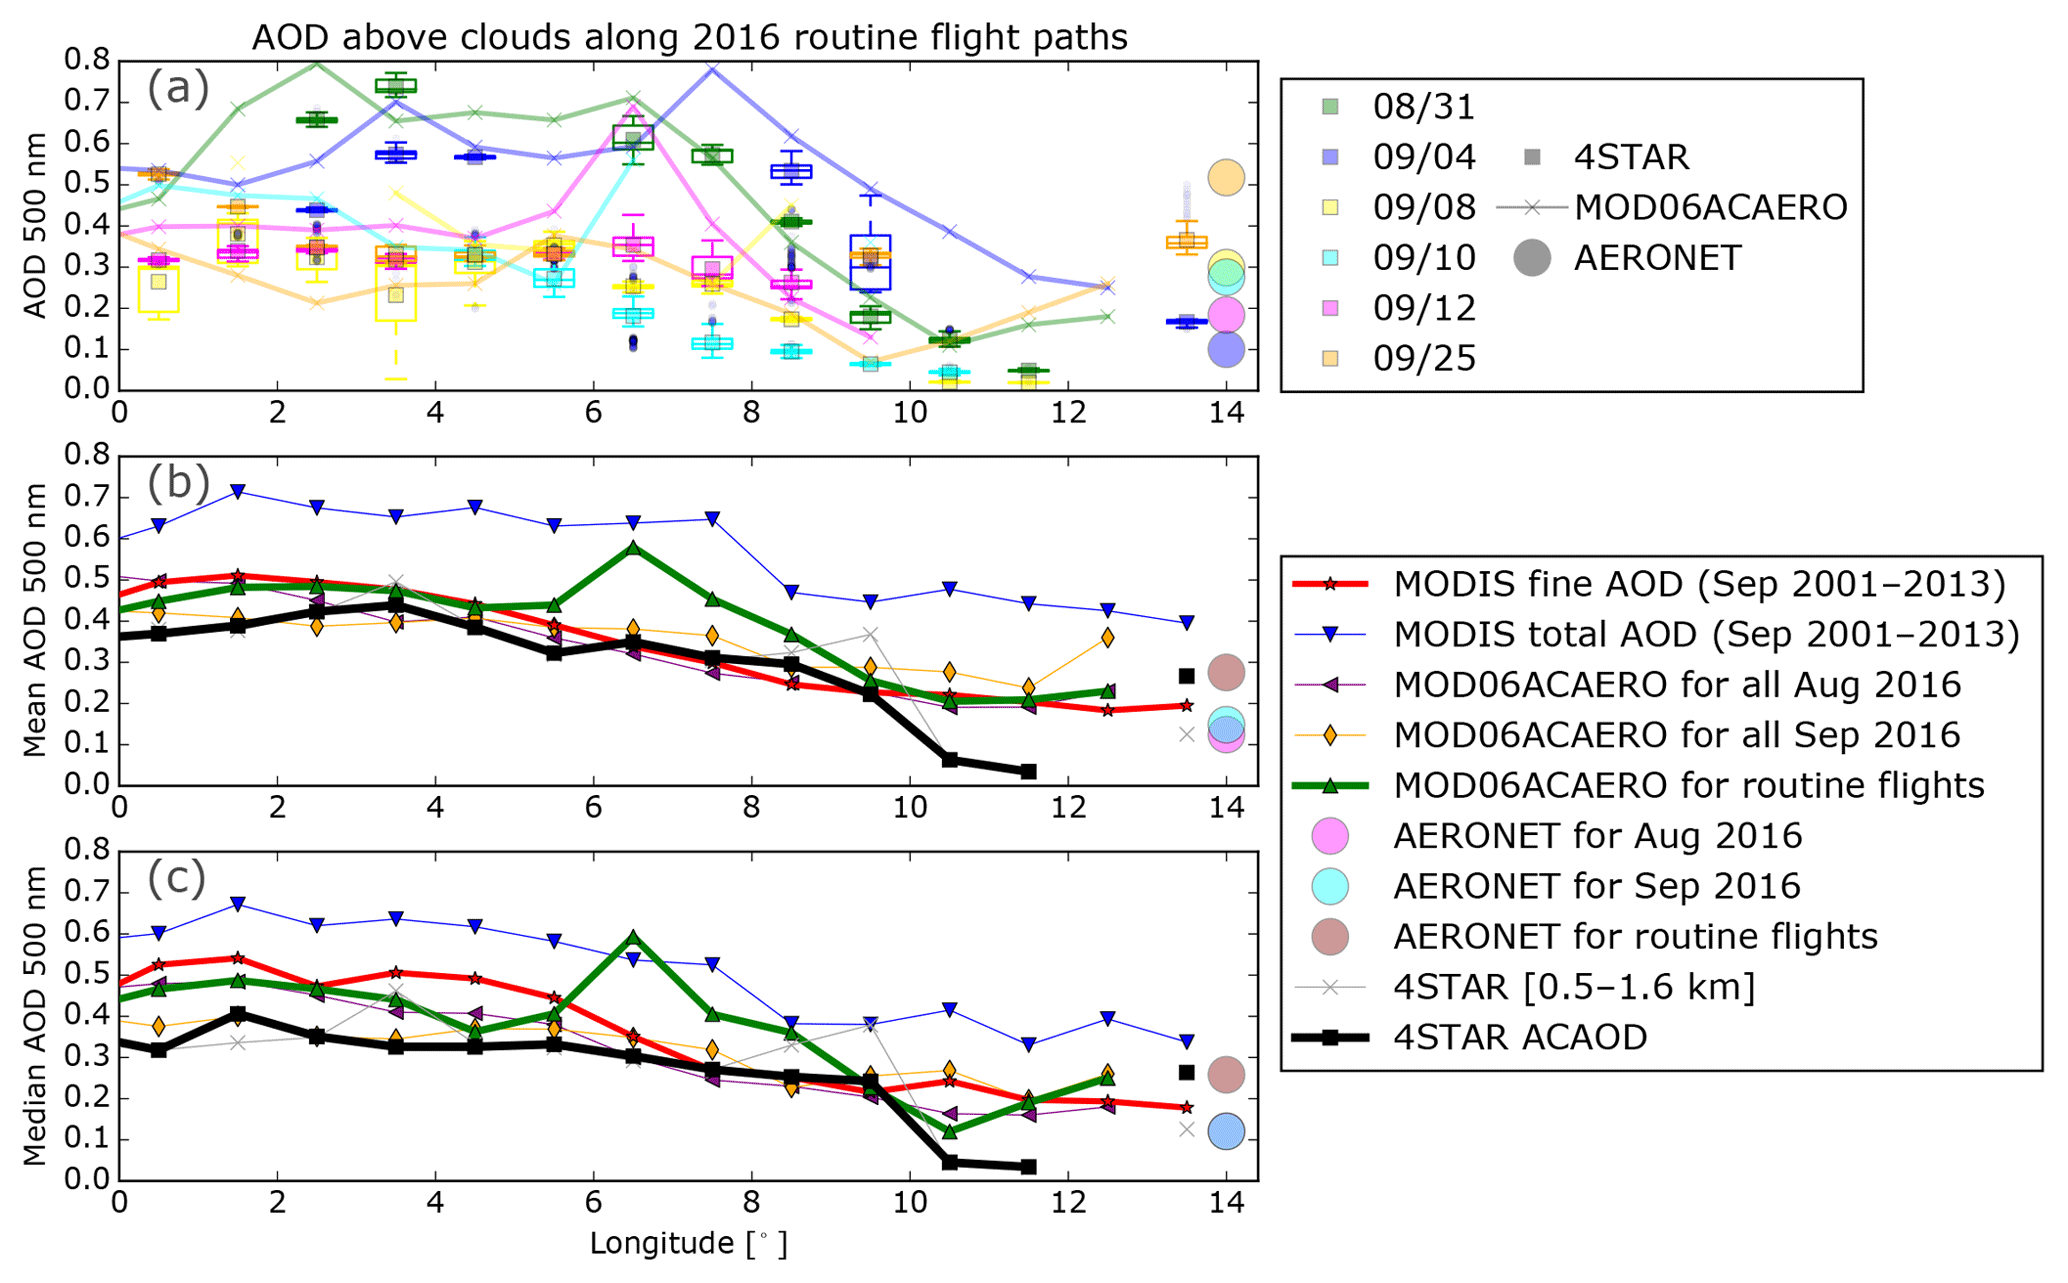 AOD above clouds along 2016 routine flight paths
(a)
AOD 500 nm
0.8
0.7
0.6
0.5
0.4
0.3
0.2
0.1
0.0
0 2 4 6 8 10 12 14
08/31
09/04
09/08
09/10
09/12
09/25
4STAR
MOD06ACAERO
AERONET
(b)
Mean AOD 500 nm
0.8
0.7
0.6
0.5
0.4
0.3
0.2
0.1
0.0
0 2 4 6 8 10 12 14
(c)
Median AOD 500 nm
0.8
0.7
0.6
0.5
0.4
0.3
0.2
0.1
0.0
0 2 4 6 8 10 12 14
Longitude [°]
MODIS fine AOD (Sep 2001–2013)
MODIS total AOD (Sep 2001–2013)
MOD06ACAERO for all Aug 2016
MOD06ACAERO for all Sep 2016
MOD06ACAERO for routine flights
AERONET for Aug 2016
AERONET for Sep 2016
AERONET for routine flights
4STAR [0.5–1.6 km]
4STAR ACAOD